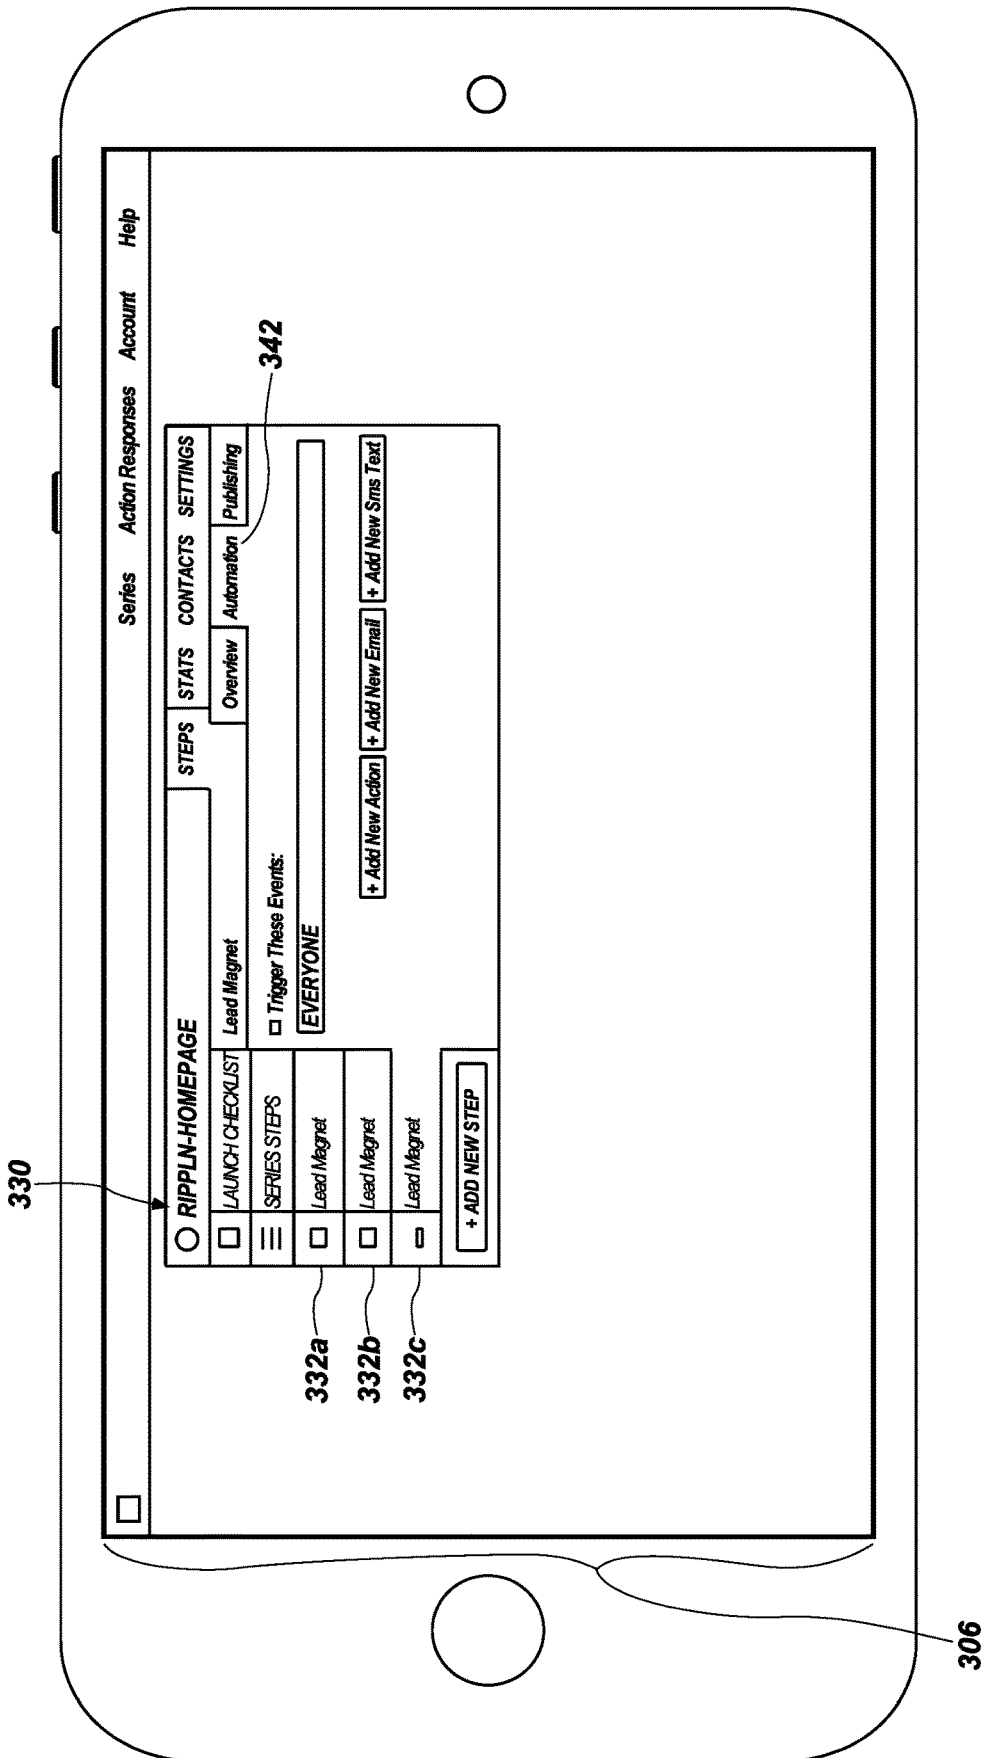 Series Action Responses Account Help
330
RIPPLN-HOMEPAGE STEPS STATS CONTACTS SETTINGS
LAUNCH CHECKLIST Lead Magnet Overview Automation Publishing
342
SERIES STEPS Trigger These Events:
332a Lead Magnet EVERYONE
332b Lead Magnet + Add New Action + Add New Email + Add New Sms Text
332c Lead Magnet
+ ADD NEW STEP
306